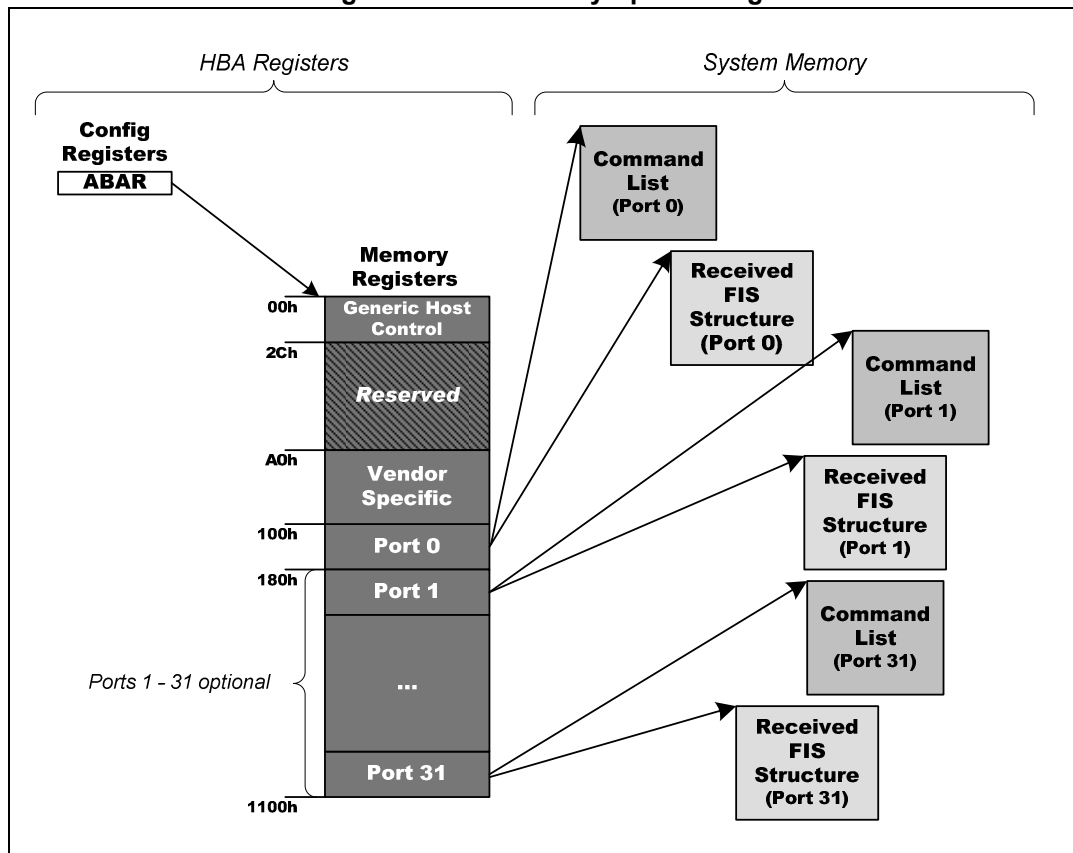 HBA Registers
System Memory
Config
Registers
ABAR
Memory
Registers
00h
Generic Host
Control
2Ch
Reserved
A0h
Vendor
Specific
100h
Port 0
180h
Port 1
Ports 1 - 31 optional
...
Port 31
1100h
Command
List
(Port 0)
Received
FIS
Structure
(Port 0)
Command
List
(Port 1)
Received
FIS
Structure
(Port 1)
Command
List
(Port 31)
Received
FIS
Structure
(Port 31)